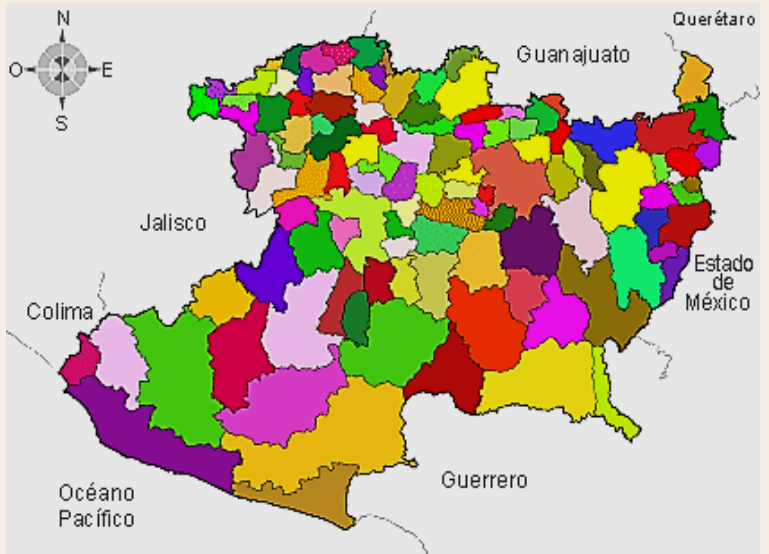 N
O
E
S
Querétaro
Guanajuato
Jalisco
Estado
de
México
Colima
Guerrero
Océano
Pacífico